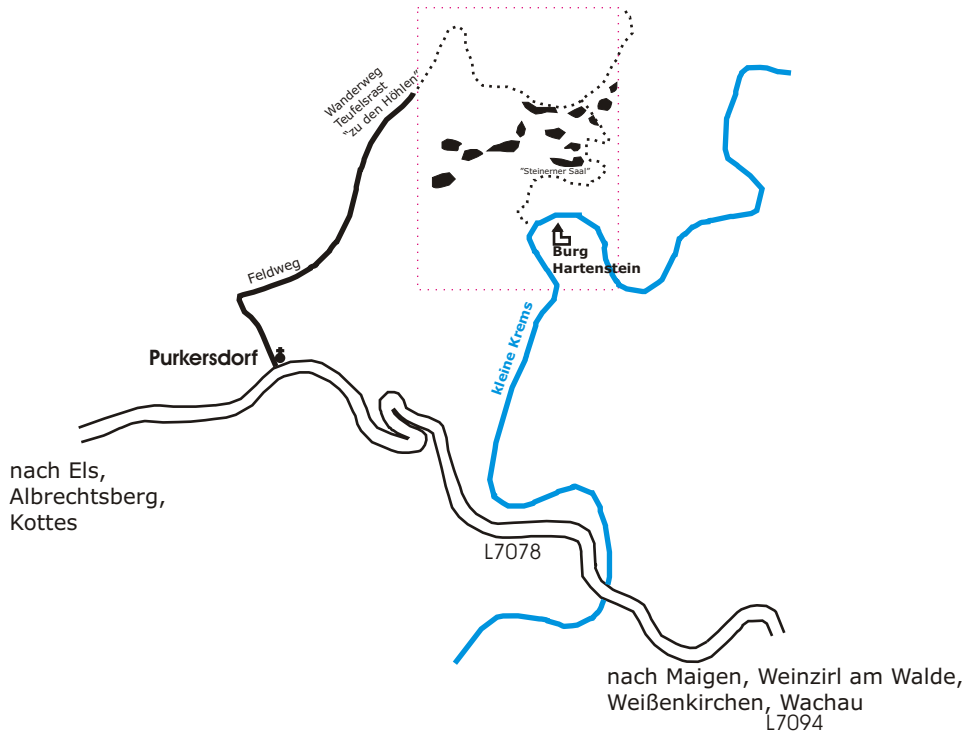 Wanderweg
Teufelsrast
"zu den Höhlen"
"Steinerner Saal"
Burg
Hartenstein
Feldweg
kleine Krems
Purkersdorf
nach Els,
Albrechtsberg,
Kottes
L7078
nach Maigen, Weinzirl am Walde,
Weißenkirchen, Wachau
L7094